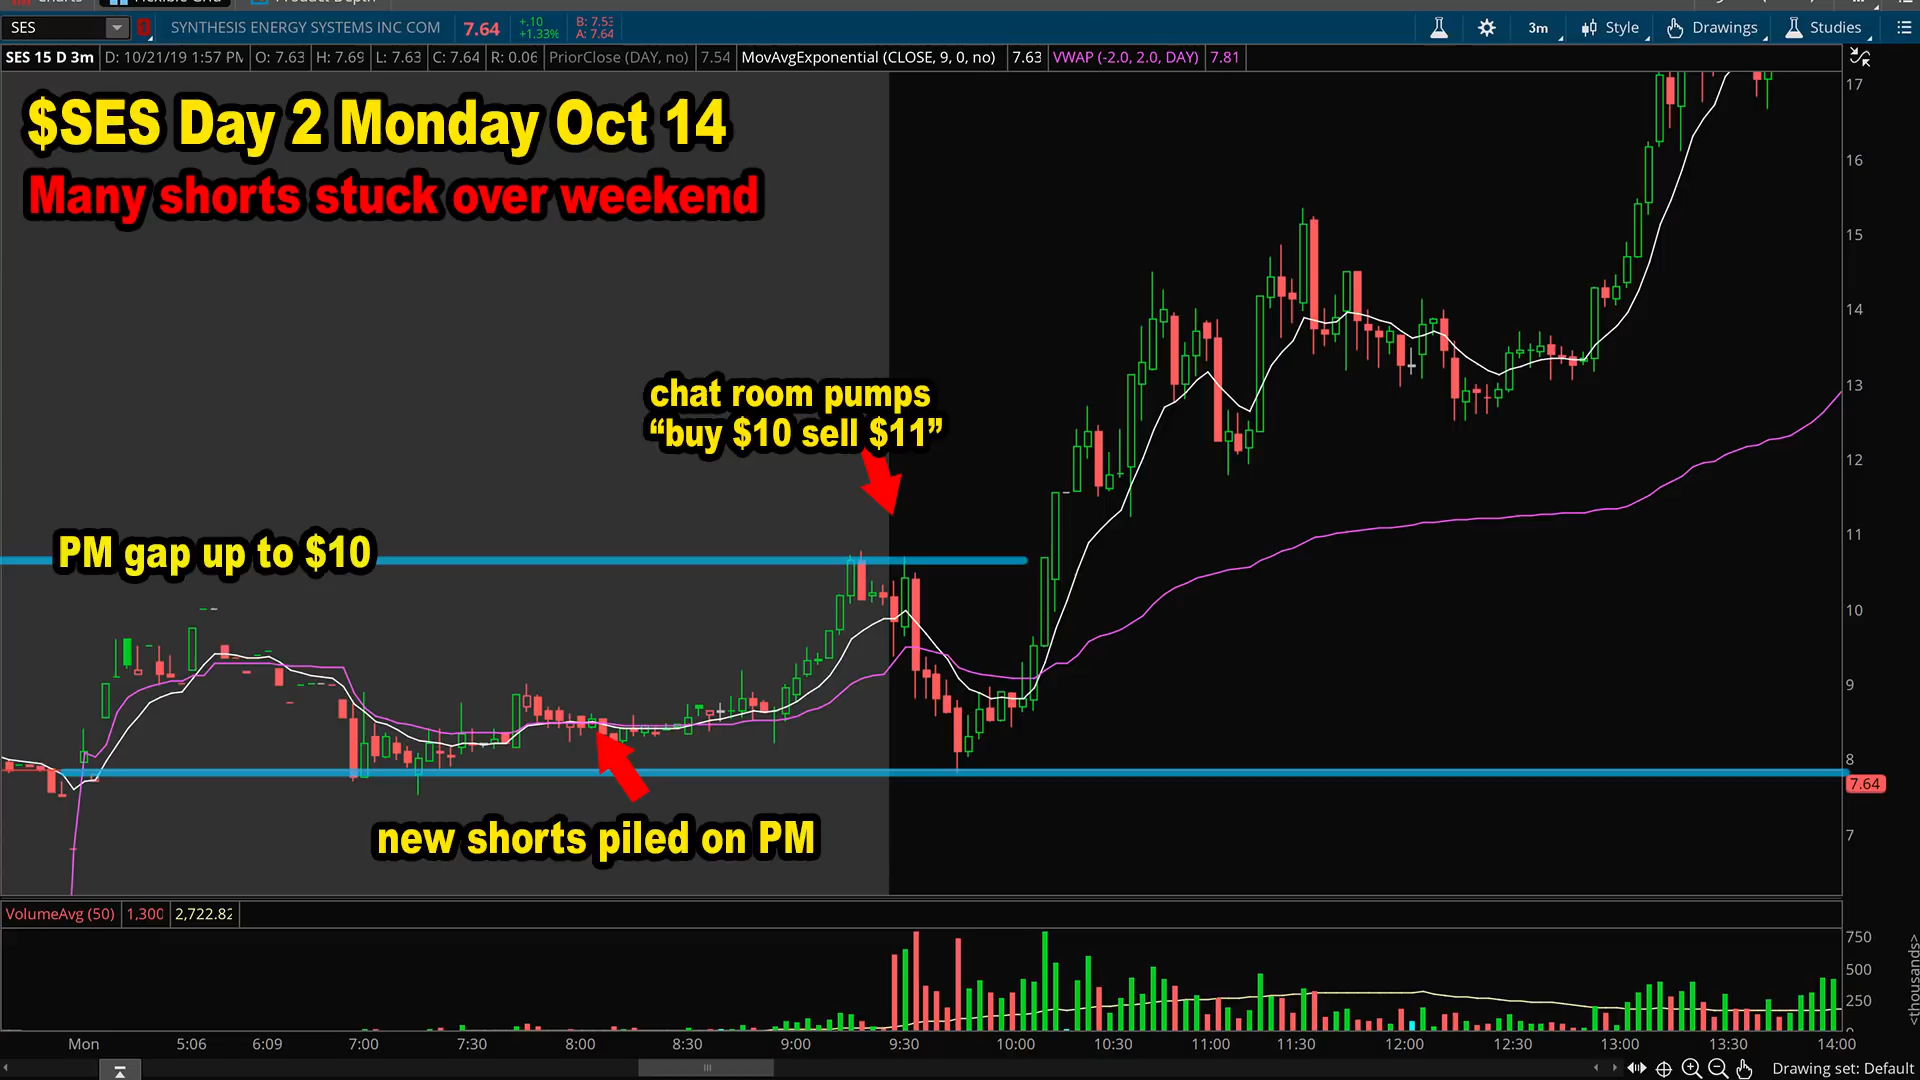 Charts Flexible Grid Product Depth
SES SYNTHESIS ENERGY SYSTEMS INC COM 7.64 +.10 +1.33% B: 7.53 A: 7.64 3m Style Drawings Studies
SES 15 D 3m D: 10/21/19 1:57 PM O: 7.63 H: 7.69 L: 7.63 C: 7.64 R: 0.06 PriorClose (DAY, no) 7.54 MovAvgExponential (CLOSE, 9, 0, no) 7.63 VWAP (-2.0, 2.0, DAY) 7.81
$SES Day 2 Monday Oct 14
Many shorts stuck over weekend
chat room pumps
“buy $10 sell $11”
PM gap up to $10
new shorts piled on PM
17
16
15
14
13
12
11
10
9
8
7.64
7
VolumeAvg (50) 1,300 2,722.82
750
500
250
0
<thousands>
Mon 5:06 6:09 7:00 7:30 8:00 8:30 9:00 9:30 10:00 10:30 11:00 11:30 12:00 12:30 13:00 13:30 14:00
Drawing set: Default